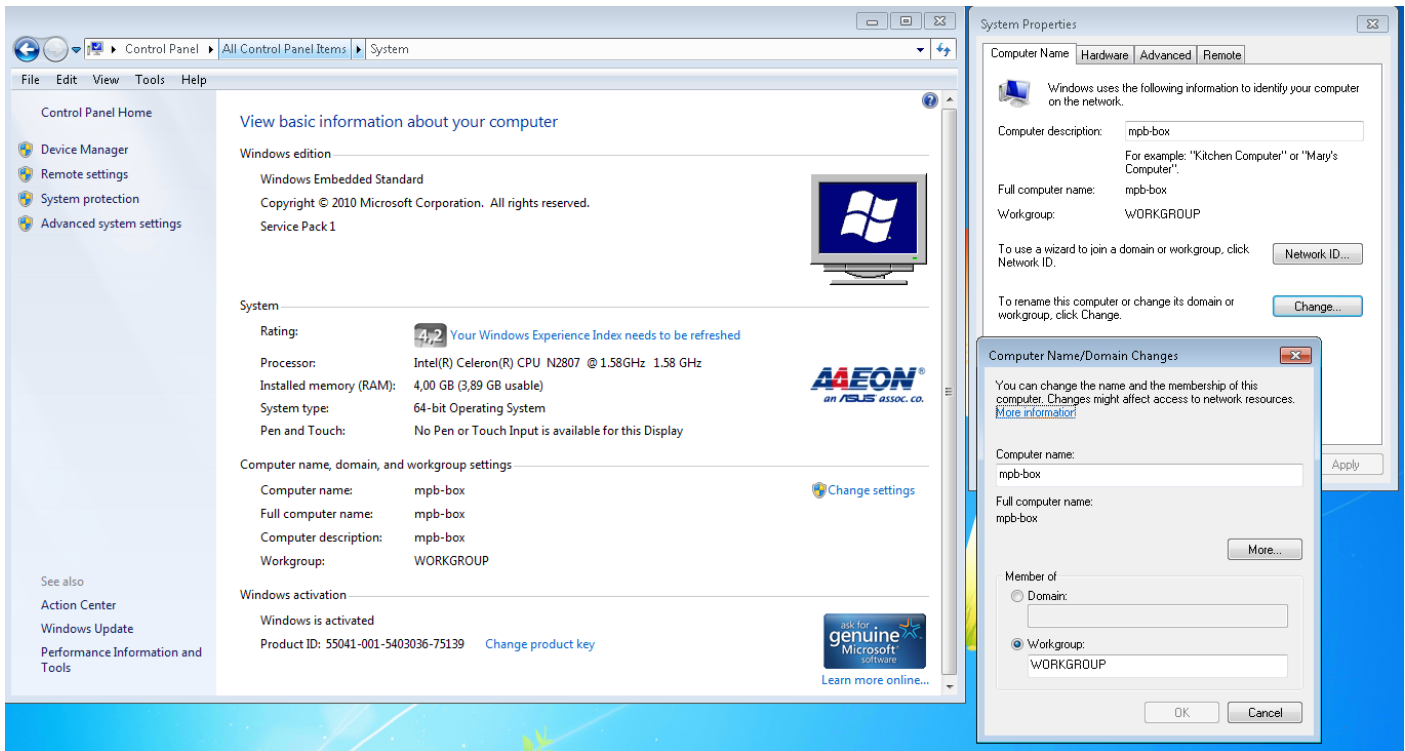 Control Panel
All Control Panel Items
System
File Edit View Tools Help
Control Panel Home
Device Manager
Remote settings
System protection
Advanced system settings
See also
Action Center
Windows Update
Performance Information and
Tools
View basic information about your computer
Windows edition
Windows Embedded Standard
Copyright © 2010 Microsoft Corporation. All rights reserved.
Service Pack 1
System
Rating:
4,2 Your Windows Experience Index needs to be refreshed
Processor: Intel(R) Celeron(R) CPU N2807 @ 1.58GHz 1.58 GHz
Installed memory (RAM): 4,00 GB (3,89 GB usable)
System type: 64-bit Operating System
Pen and Touch: No Pen or Touch Input is available for this Display
AAEON®
an ASUS assoc. co.
Computer name, domain, and workgroup settings
Computer name: mpb-box
Change settings
Full computer name: mpb-box
Computer description: mpb-box
Workgroup: WORKGROUP
Windows activation
Windows is activated
Product ID: 55041-001-5403036-75139 Change product key
ask for
genuine
Microsoft
software
Learn more online...
System Properties
Computer Name Hardware Advanced Remote
Windows uses the following information to identify your computer
on the network.
Computer description: mpb-box
For example: "Kitchen Computer" or "Mary's
Computer".
Full computer name: mpb-box
Workgroup: WORKGROUP
To use a wizard to join a domain or workgroup, click
Network ID.
Network ID...
To rename this computer or change its domain or
workgroup, click Change.
Change...
Apply
Computer Name/Domain Changes
You can change the name and the membership of this
computer. Changes might affect access to network resources.
More information
Computer name:
mpb-box
Full computer name:
mpb-box
More...
Member of
Domain:
Workgroup:
WORKGROUP
OK Cancel